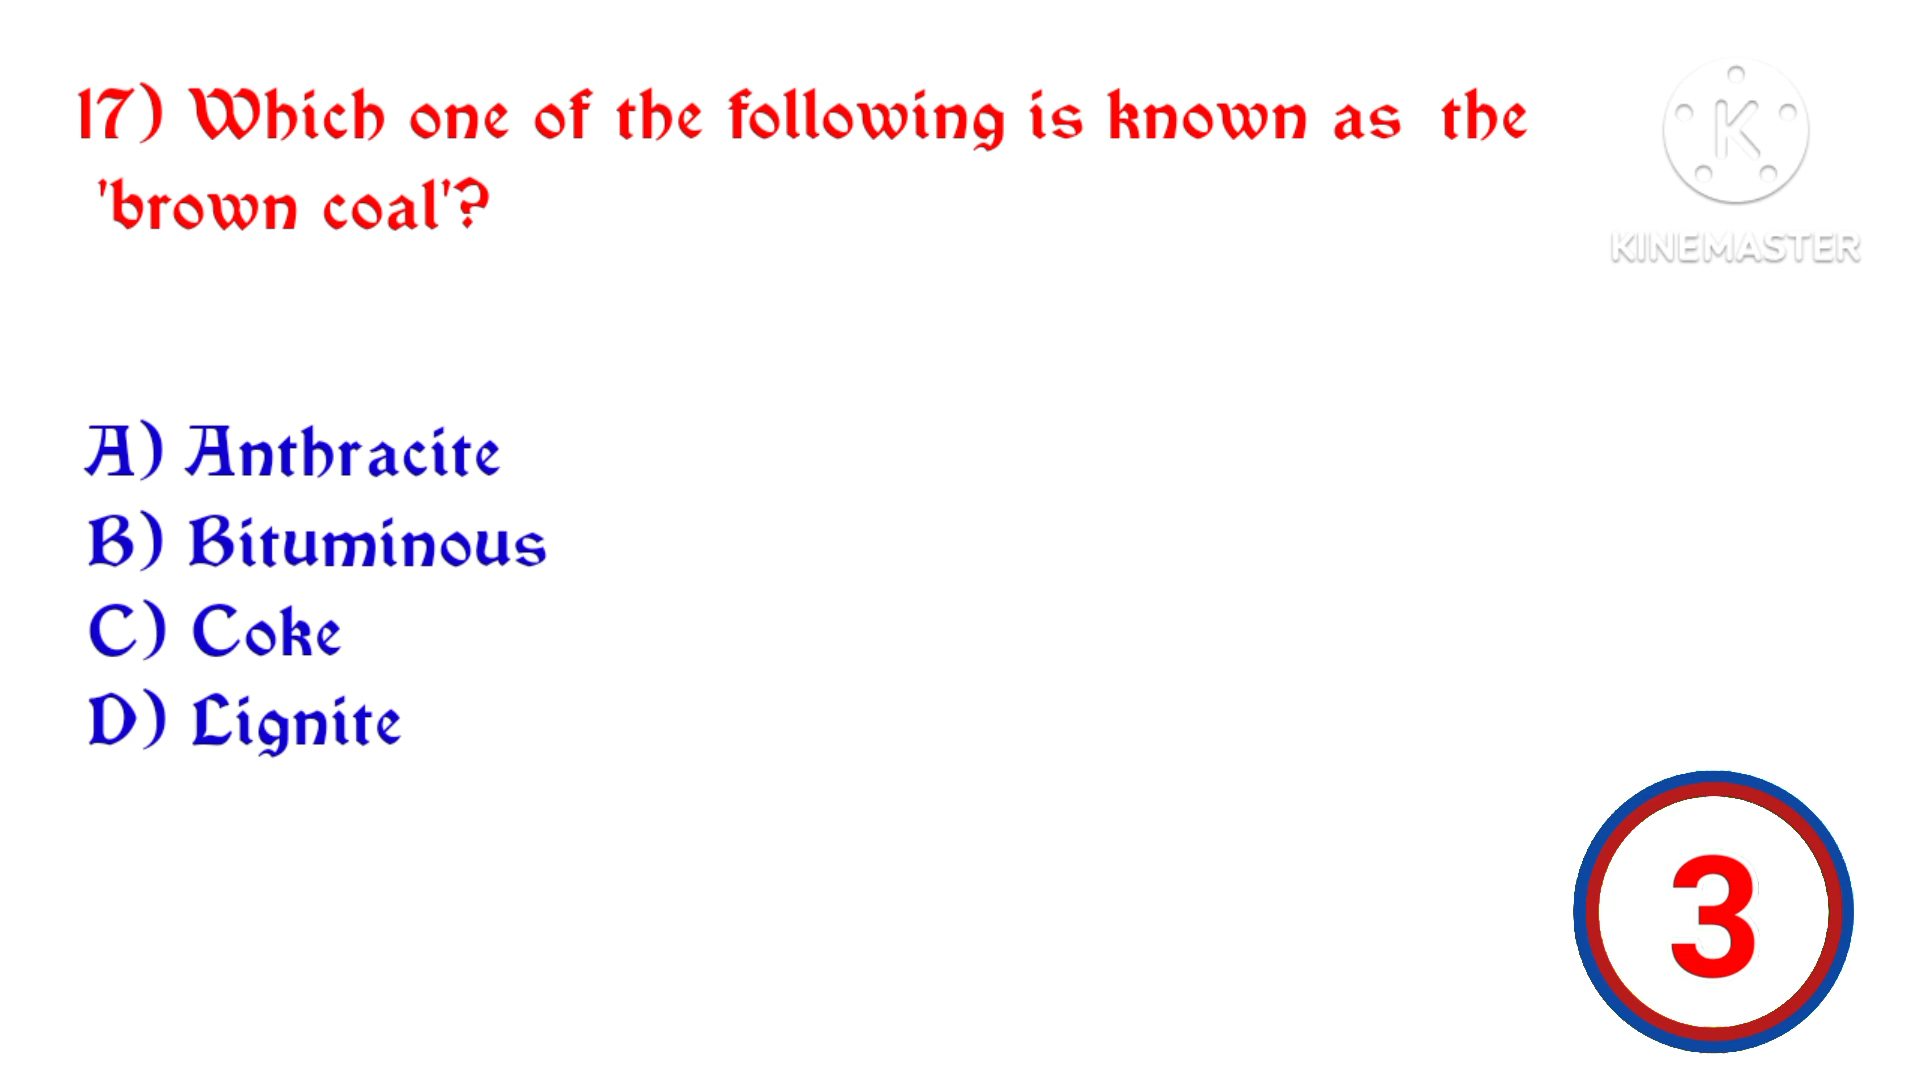 17) Which one of the following is known as the
'brown coal'?
K
KINEMASTER
A) Anthracite
B) Bituminous
C) Coke
D) Lignite
3